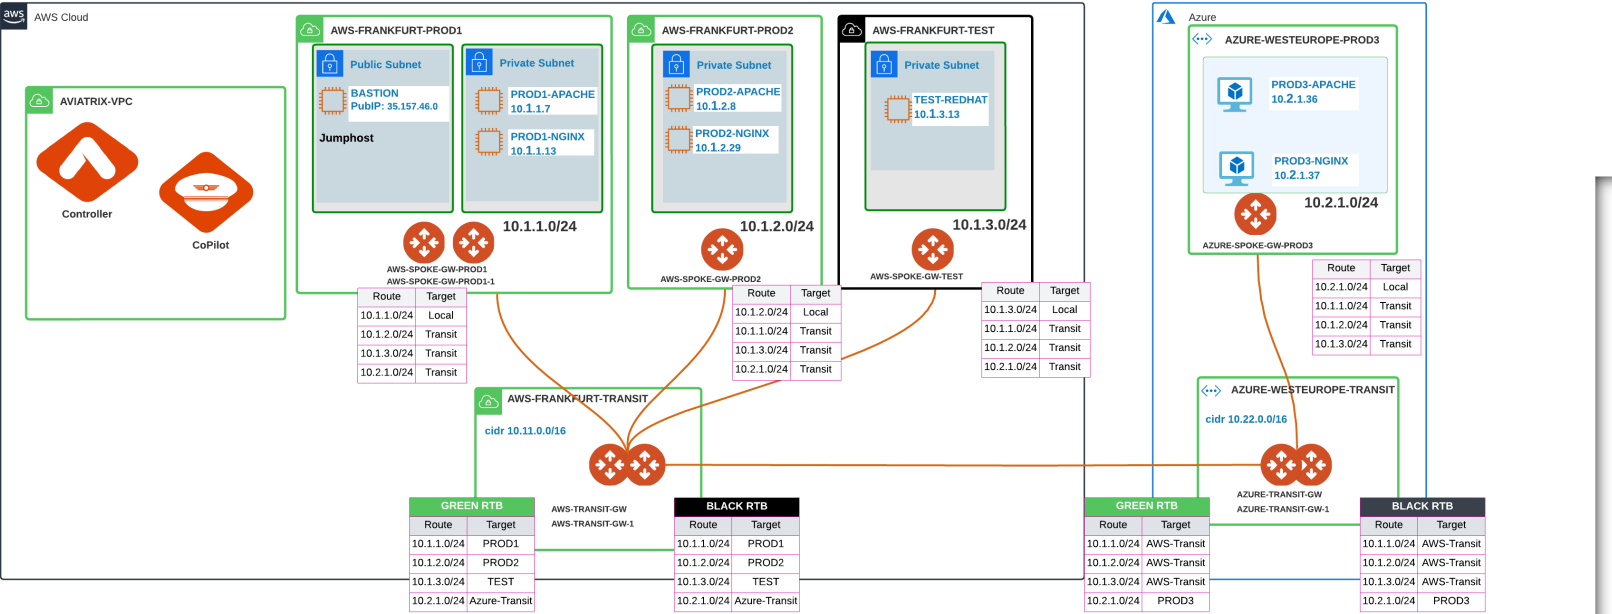 aws
AWS Cloud
AVIATRIX-VPC
Controller
CoPilot
AWS-FRANKFURT-PROD1
Public Subnet
BASTION
PubIP: 35.157.46.0
Jumphost
Private Subnet
PROD1-APACHE
10.1.1.7
PROD1-NGINX
10.1.1.13
10.1.1.0/24
AWS-SPOKE-GW-PROD1
AWS-SPOKE-GW-PROD1-1
Route Target
10.1.1.0/24 Local
10.1.2.0/24 Transit
10.1.3.0/24 Transit
10.2.1.0/24 Transit
AWS-FRANKFURT-PROD2
Private Subnet
PROD2-APACHE
10.1.2.8
PROD2-NGINX
10.1.2.29
10.1.2.0/24
AWS-SPOKE-GW-PROD2
Route Target
10.1.2.0/24 Local
10.1.1.0/24 Transit
10.1.3.0/24 Transit
10.2.1.0/24 Transit
AWS-FRANKFURT-TEST
Private Subnet
TEST-REDHAT
10.1.3.13
10.1.3.0/24
AWS-SPOKE-GW-TEST
Route Target
10.1.3.0/24 Local
10.1.1.0/24 Transit
10.1.2.0/24 Transit
10.2.1.0/24 Transit
Azure
AZURE-WESTEUROPE-PROD3
PROD3-APACHE
10.2.1.36
PROD3-NGINX
10.2.1.37
10.2.1.0/24
AZURE-SPOKE-GW-PROD3
Route Target
10.2.1.0/24 Local
10.1.1.0/24 Transit
10.1.2.0/24 Transit
10.1.3.0/24 Transit
AWS-FRANKFURT-TRANSIT
cidr 10.11.0.0/16
AWS-TRANSIT-GW
AWS-TRANSIT-GW-1
GREEN RTB
Route Target
10.1.1.0/24 PROD1
10.1.2.0/24 PROD2
10.1.3.0/24 TEST
10.2.1.0/24 Azure-Transit
BLACK RTB
Route Target
10.1.1.0/24 PROD1
10.1.2.0/24 PROD2
10.1.3.0/24 TEST
10.2.1.0/24 Azure-Transit
AZURE-WESTEUROPE-TRANSIT
cidr 10.22.0.0/16
AZURE-TRANSIT-GW
AZURE-TRANSIT-GW-1
GREEN RTB
Route Target
10.1.1.0/24 AWS-Transit
10.1.2.0/24 AWS-Transit
10.1.3.0/24 AWS-Transit
10.2.1.0/24 PROD3
BLACK RTB
Route Target
10.1.1.0/24 AWS-Transit
10.1.2.0/24 AWS-Transit
10.1.3.0/24 AWS-Transit
10.2.1.0/24 PROD3